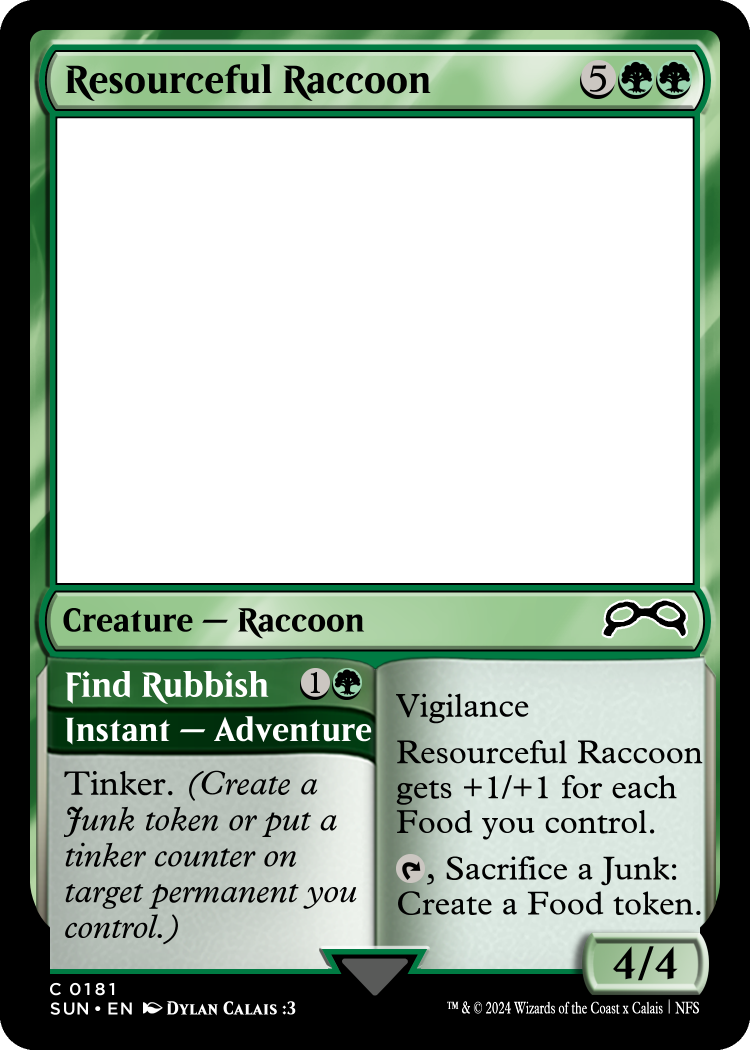 Resourceful Raccoon 5
Creature — Raccoon
Find Rubbish 1
Instant — Adventure
Tinker. (Create a
Junk token or put a
tinker counter on
target permanent you
control.)
Vigilance
Resourceful Raccoon
gets +1/+1 for each
Food you control.
, Sacrifice a Junk:
Create a Food token.
4/4
C 0181
SUN • EN DYLAN CALAIS :3
™ & © 2024 Wizards of the Coast x Calais | NFS